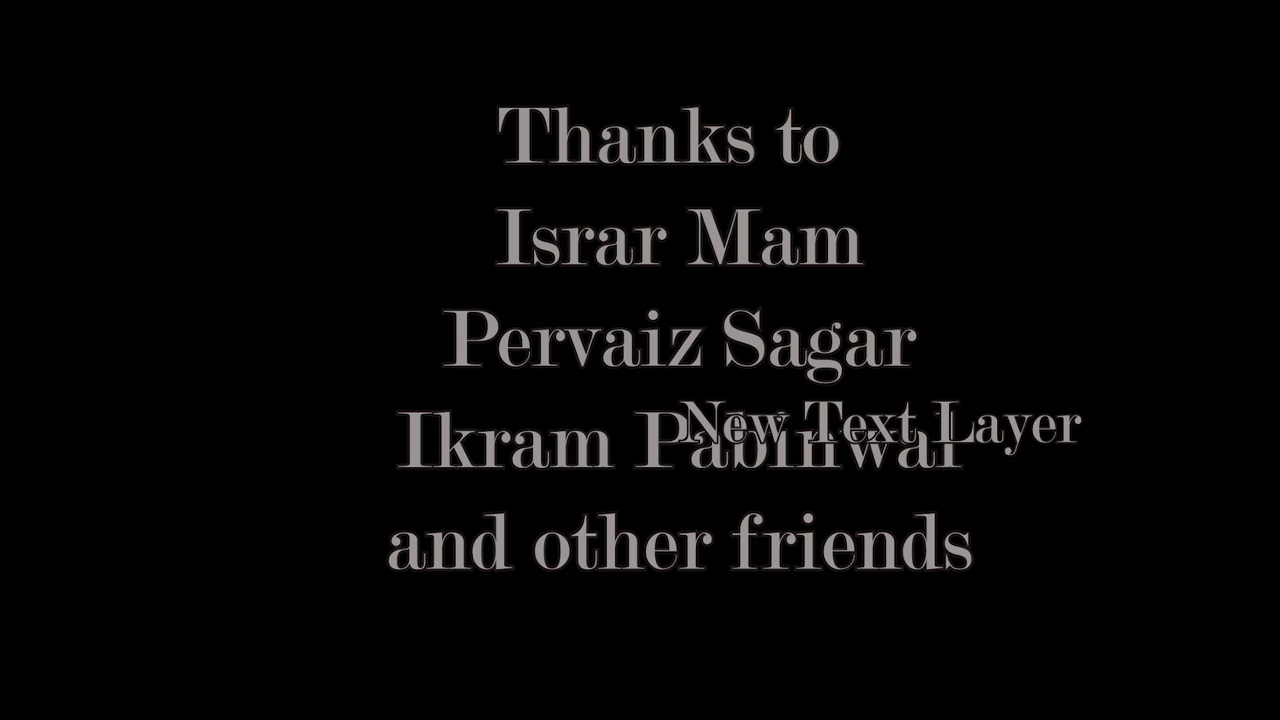 Thanks to
Israr Mam
Pervaiz Sagar
New Text Layer
Ikram
and other friends